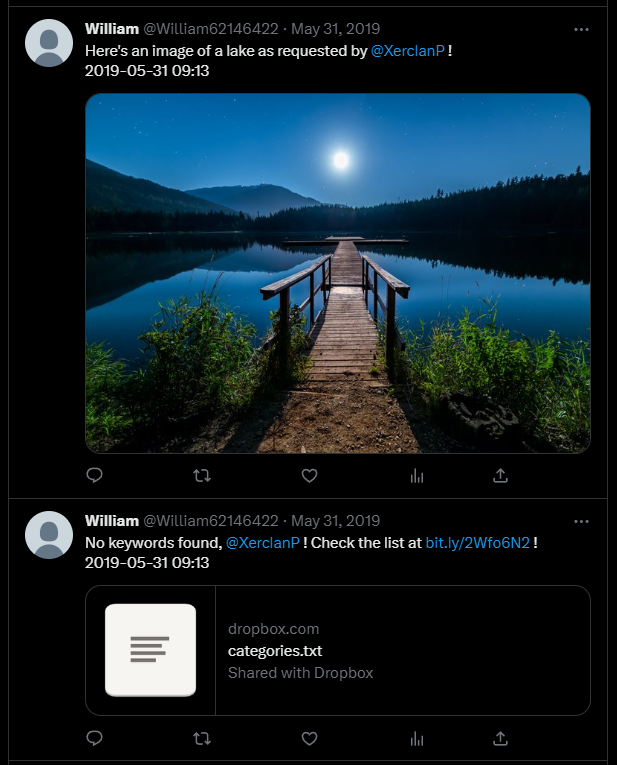 William @William62146422 · May 31, 2019
Here's an image of a lake as requested by @XercIanP !
2019-05-31 09:13
William @William62146422 · May 31, 2019
No keywords found, @XercIanP ! Check the list at bit.ly/2Wfo6N2 !
2019-05-31 09:13
dropbox.com
categories.txt
Shared with Dropbox